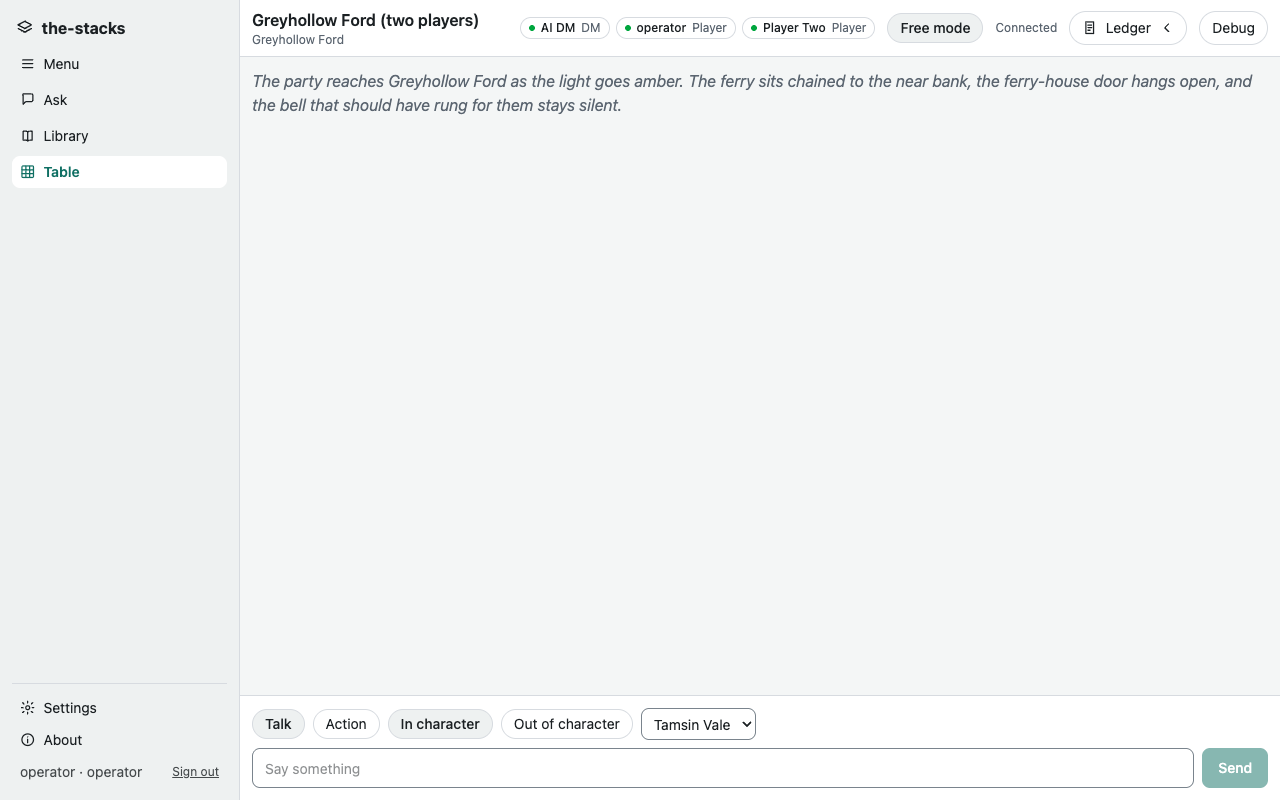 the-stacks
Menu
Ask
Library
Table
Settings
About
operator · operator
Sign out
Greyhollow Ford (two players)
Greyhollow Ford
AI DM DM
operator Player
Player Two Player
Free mode
Connected
Ledger
Debug
The party reaches Greyhollow Ford as the light goes amber. The ferry sits chained to the near bank, the ferry-house door hangs open, and
the bell that should have rung for them stays silent.
Talk
Action
In character
Out of character
Tamsin Vale
Say something
Send